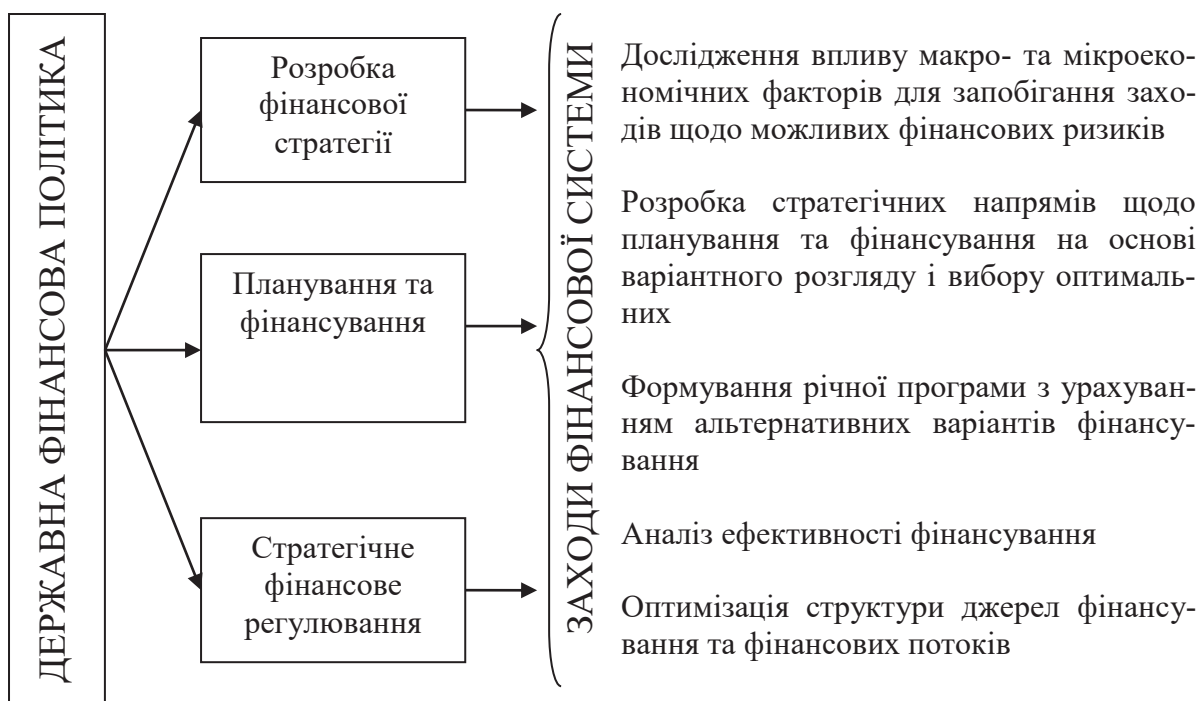 ДЕРЖАВНА ФІНАНСОВА ПОЛІТИКА
Розробка
фінансової
стратегії
Планування та
фінансування
Стратегічне
фінансове
регулювання
ЗАХОДИ ФІНАНСОВОЇ СИСТЕМИ
Дослідження впливу макро- та мікроеко-
номічних факторів для запобігання захо-
дів щодо можливих фінансових ризиків
Розробка стратегічних напрямів щодо
планування та фінансування на основі
варіантного розгляду і вибору оптималь-
них
Формування річної програми з урахуван-
ням альтернативних варіантів фінансу-
вання
Аналіз ефективності фінансування
Оптимізація структури джерел фінансу-
вання та фінансових потоків